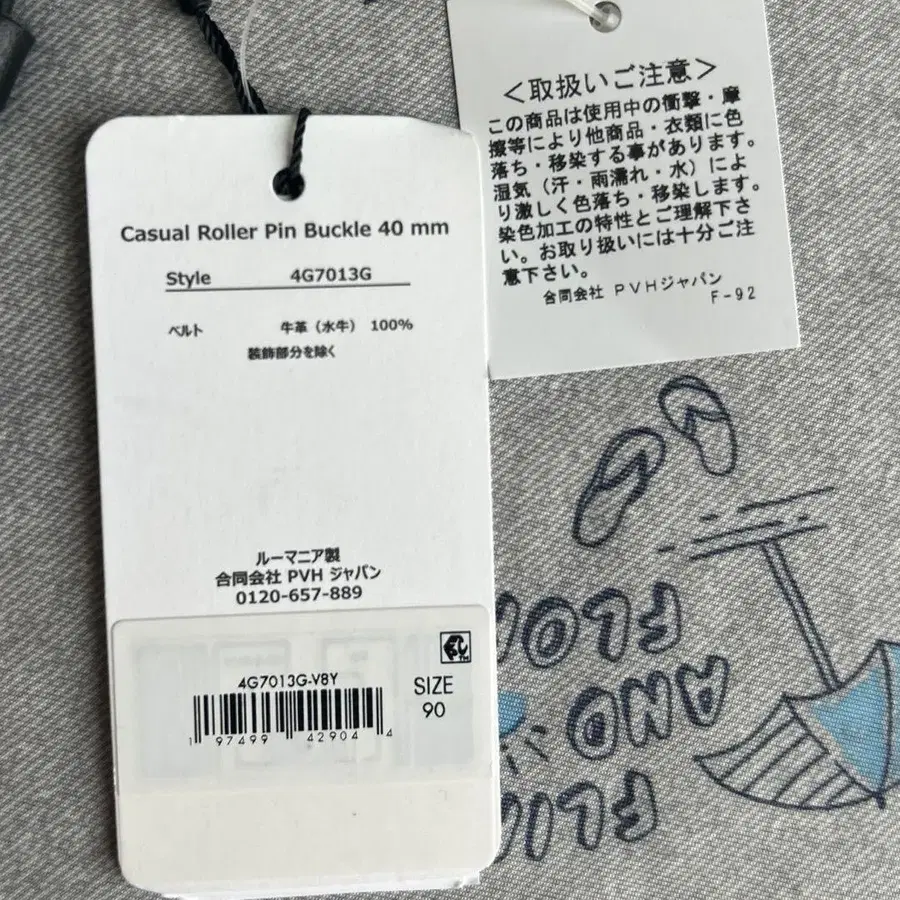 ＜取扱いご注意＞
この商品は使用中の衝撃・摩
擦等により他商品・衣類に色
落ち・移染する事があります。
湿気（汗・雨濡れ・水）によ
り激しく色落ち・移染します。
染色加工の特性とご理解下さ
い。お取り扱いには十分ご注
意下さい。
合同会社 PVHジャパン
F-92
Casual Roller Pin Buckle 40 mm
Style 4G7013G
ベルト 牛革（水牛） 100%
装飾部分を除く
ルーマニア製
合同会社 PVH ジャパン
0120-657-889
4G7013G-V8Y
SIZE
90
1 97499 42904 4
AND